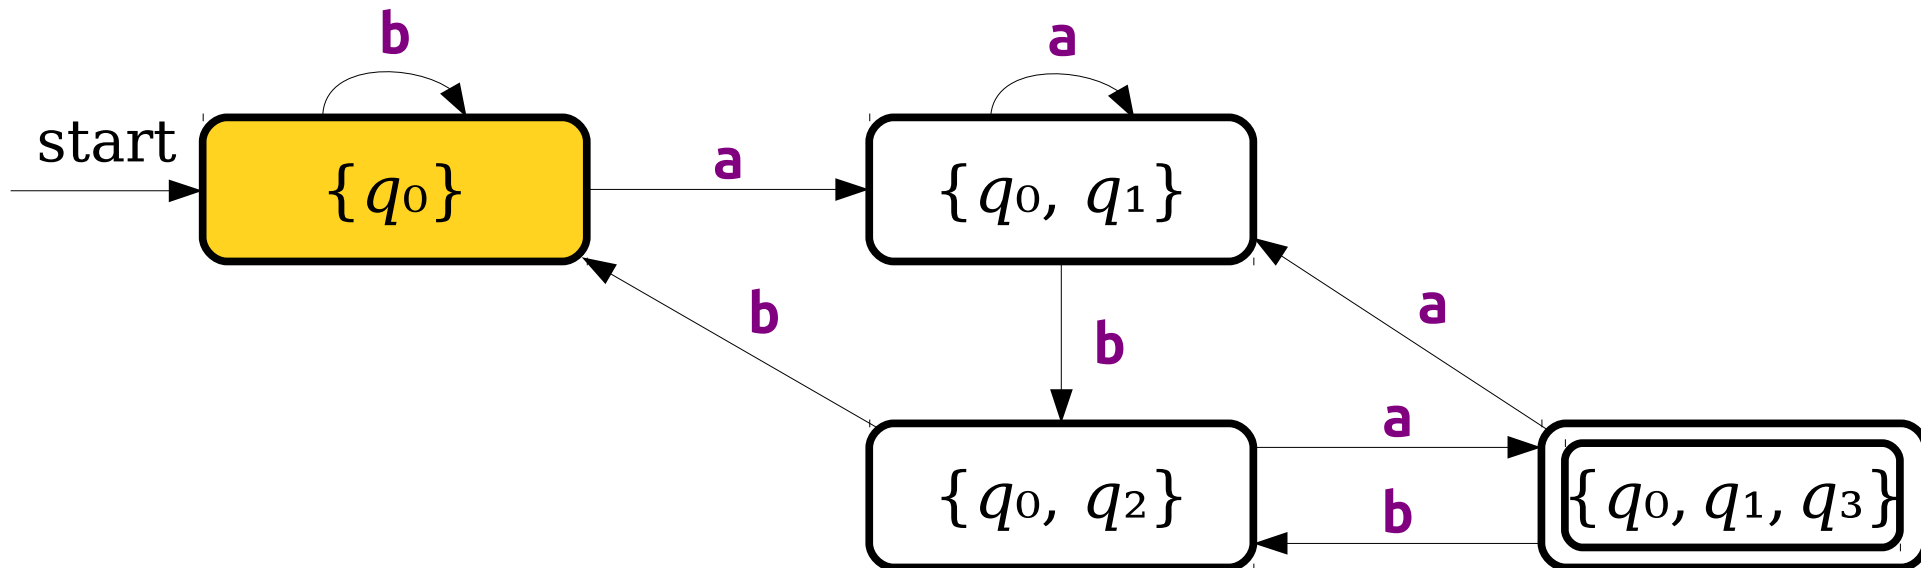 b
a
start
{q₀}
a
{q₀, q₁}
b
b
a
{q₀, q₂}
a
b
{q₀, q₁, q₃}